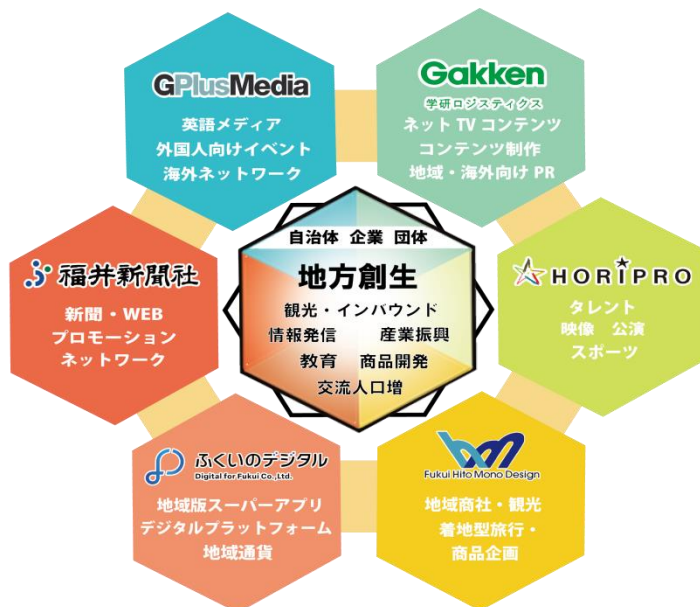 GPlusMedia
英語メディア
外国人向けイベント
海外ネットワーク
Gakken
学研ロジスティクス
ネット TV コンテンツ
コンテンツ制作
地域・海外向け PR
福井新聞社
新聞・WEB
プロモーション
ネットワーク
自治体 企業 団体
地方創生
観光・インバウンド
情報発信 産業振興
教育 商品開発
交流人口増
HORIPRO
タレント
映像 公演
スポーツ
ふくいのデジタル
Digital for Fukui Co.,Ltd.
地域版スーパーアプリ
デジタルプラットフォーム
地域通貨
Fukui Hito Mono Design
地域商社・観光
着地型旅行・
商品企画